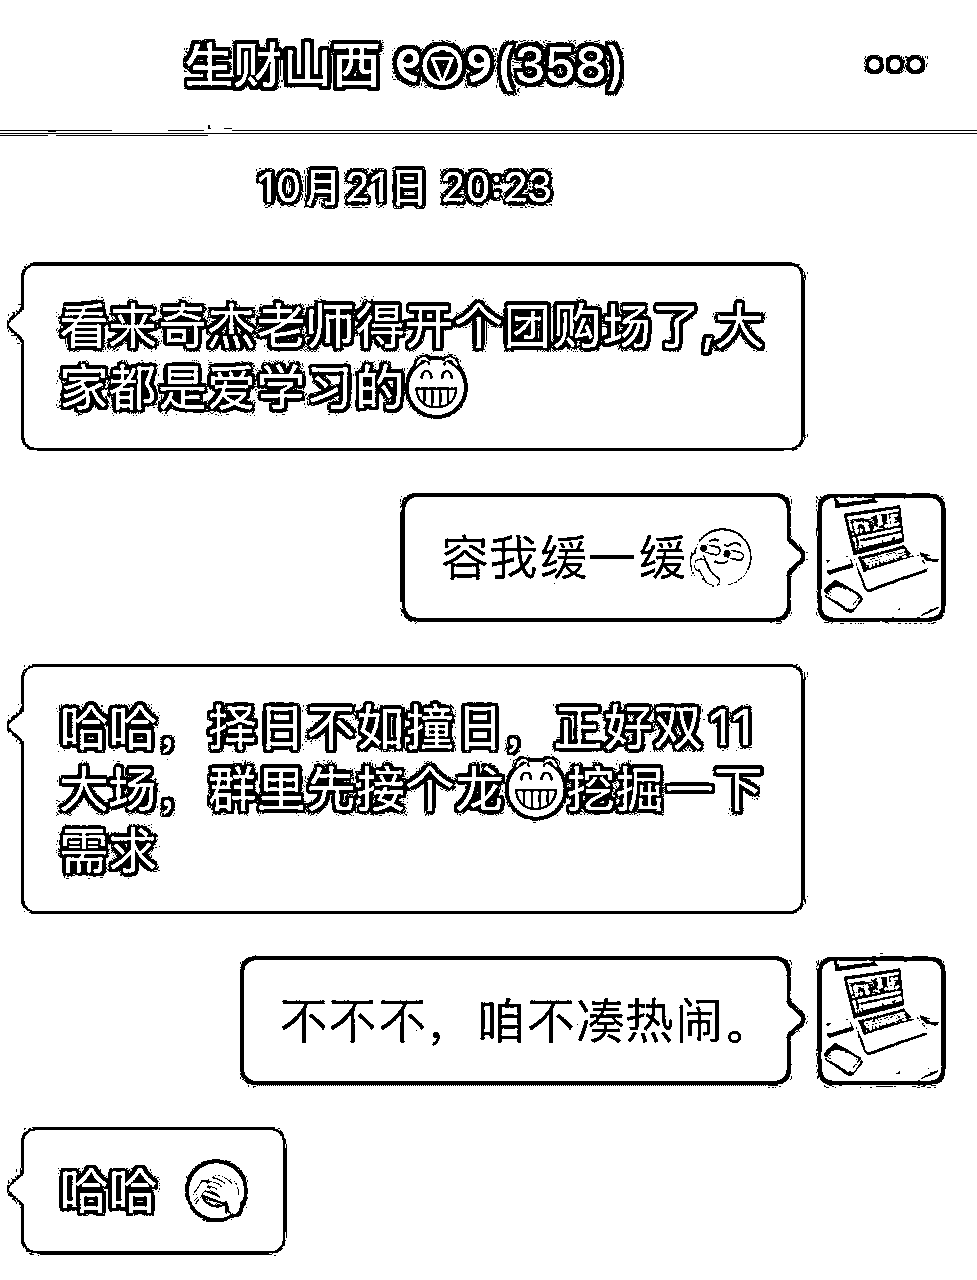 生财山西 ୧⍢୨(358)
10月21日 20:23
看来奇杰老师得开个团购场了,大
家都是爱学习的😁
容我缓一缓
哈哈，择日不如撞日，正好双11
大场，群里先接个龙😁挖掘一下
需求
不不不，咱不凑热闹。
哈哈